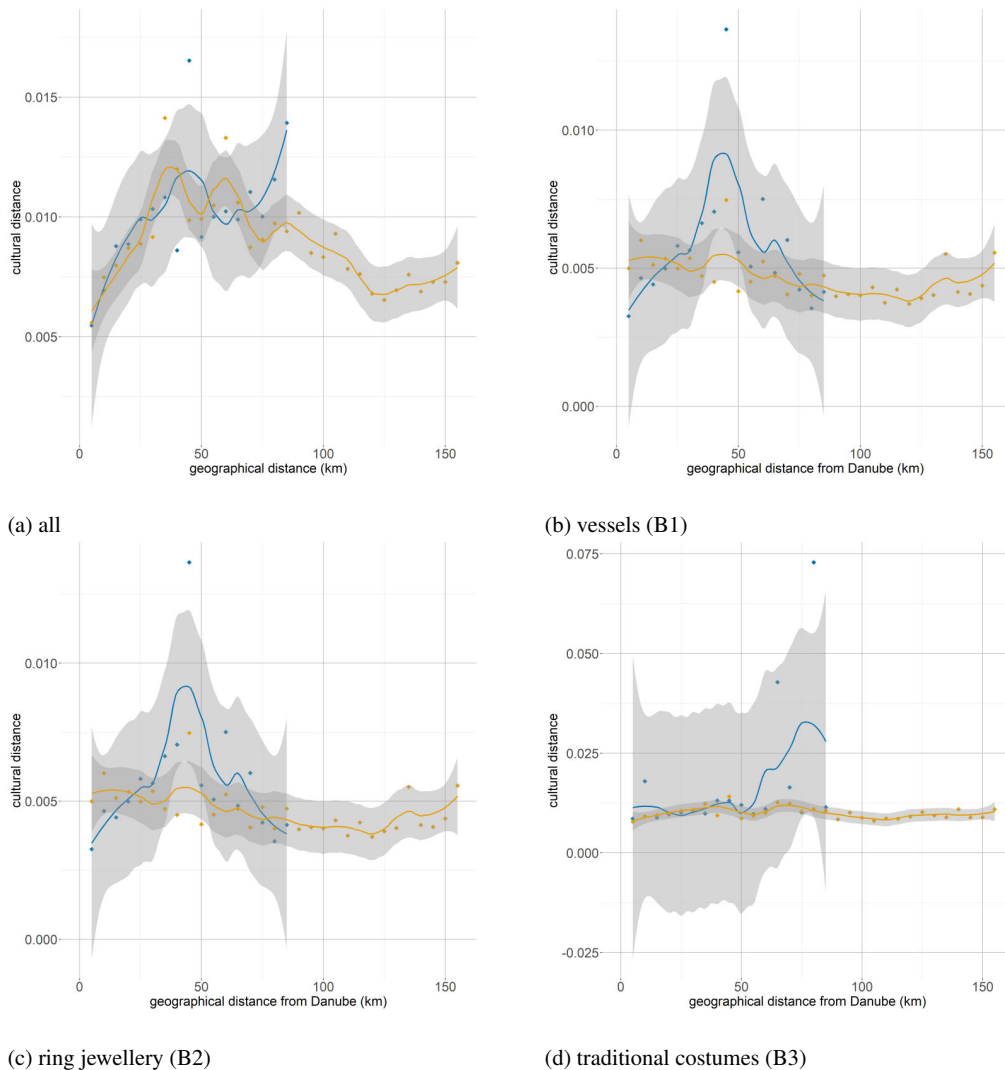 0.015
0.010
0.005
cultural distance
0
50
100
150
geographical distance (km)
(a) all
0.010
0.005
0.000
cultural distance
0
50
100
150
geographical distance from Danube (km)
(b) vessels (B1)
0.010
0.005
0.000
cultural distance
0
50
100
150
geographical distance from Danube (km)
(c) ring jewellery (B2)
0.075
0.050
0.025
0.000
-0.025
cultural distance
0
50
100
150
geographical distance from Danube (km)
(d) traditional costumes (B3)